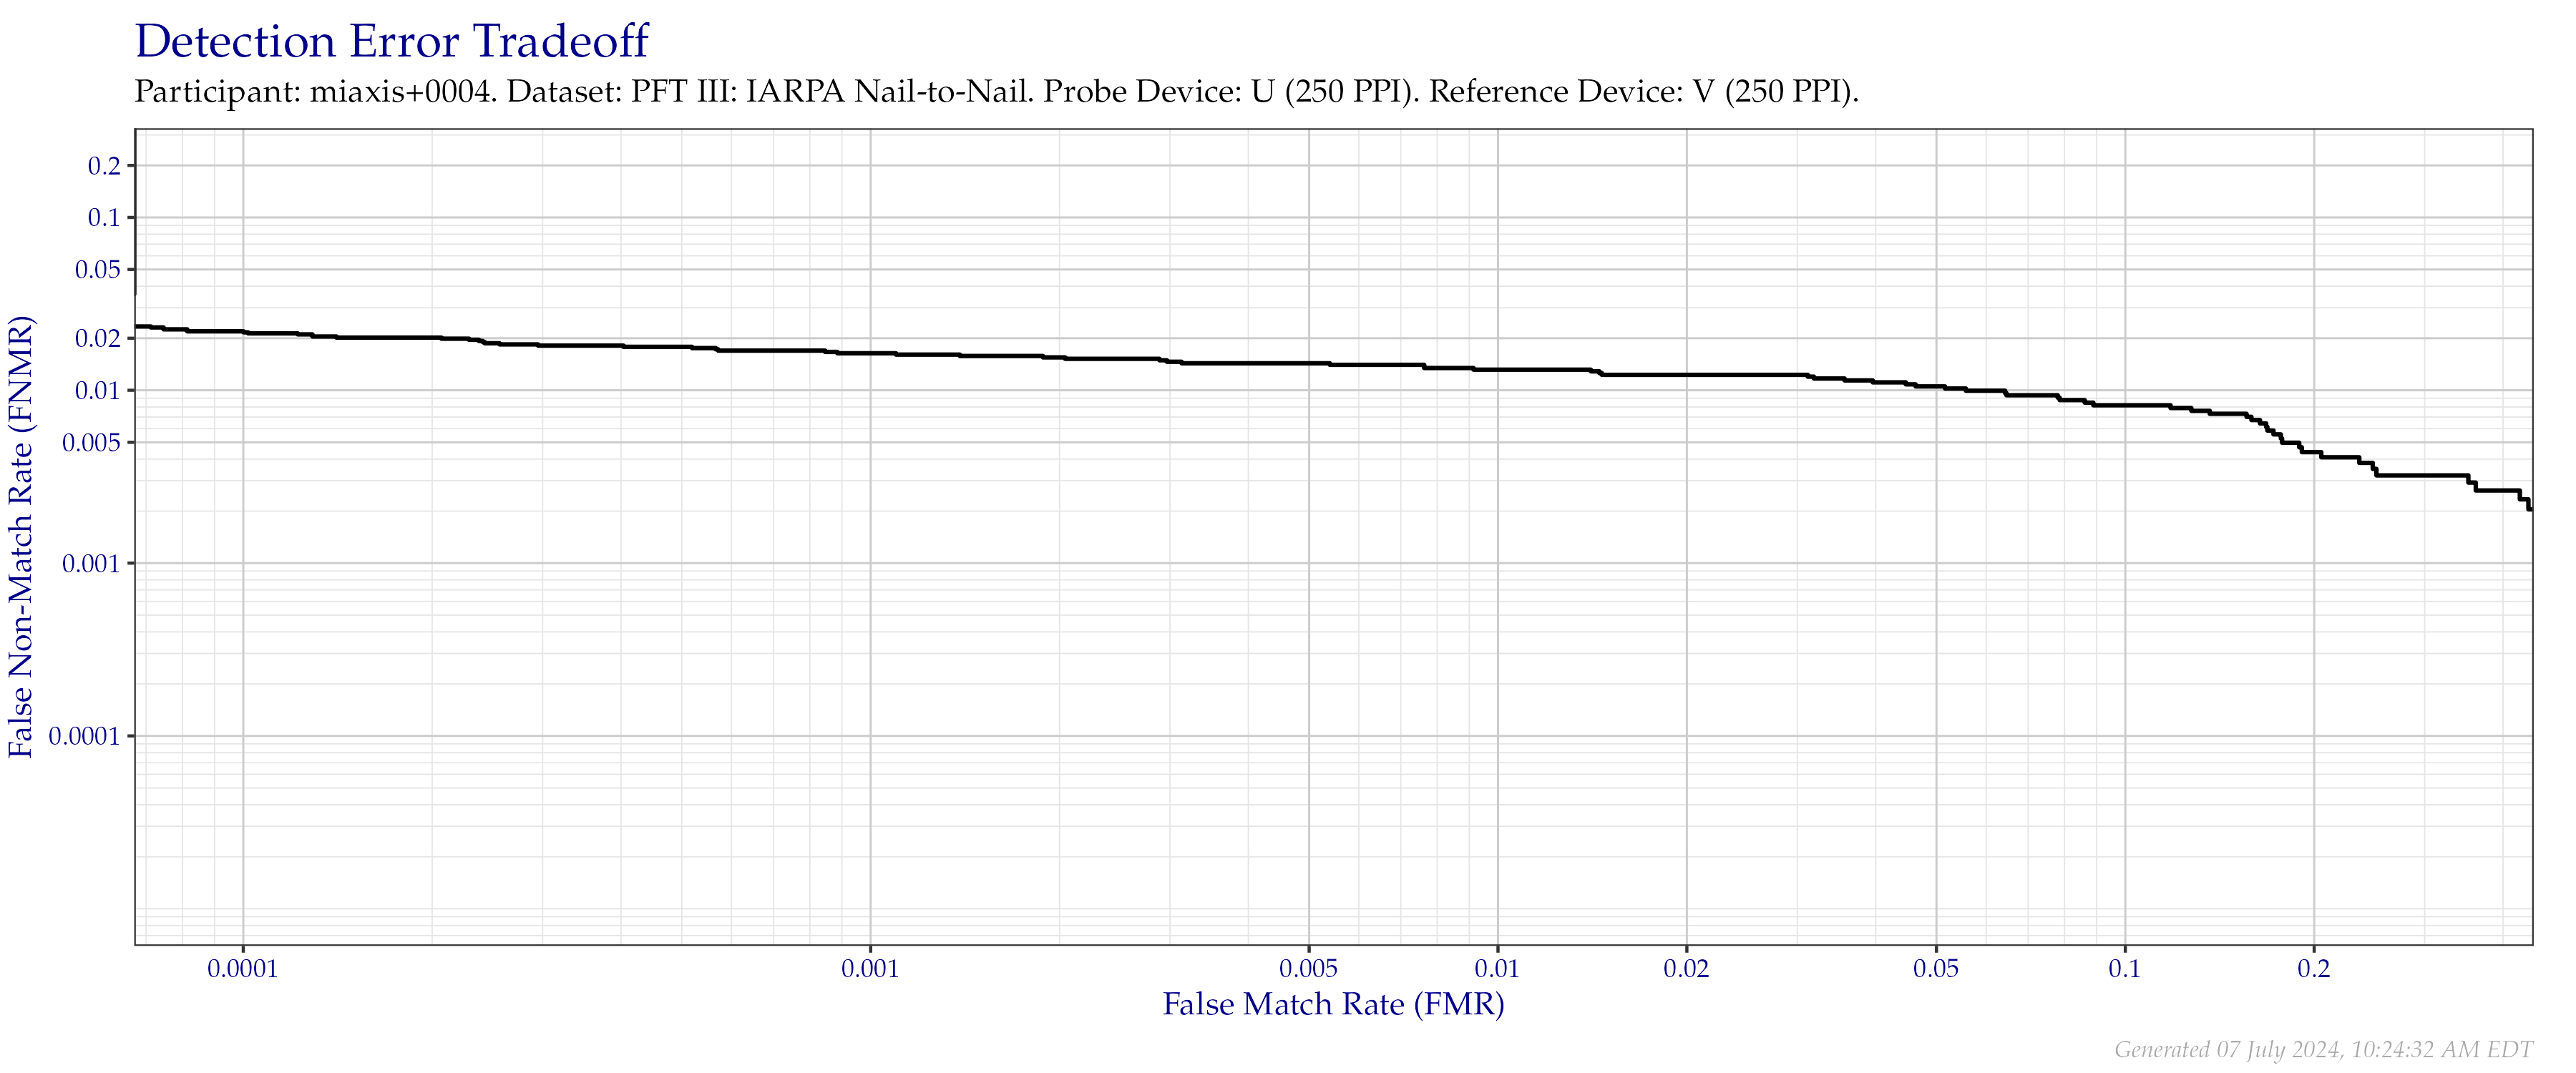 Detection Error Tradeoff
Participant: miaxis+0004. Dataset: PFT III: IARPA Nail-to-Nail. Probe Device: U (250 PPI). Reference Device: V (250 PPI).
False Non-Match Rate (FNMR)
0.2
0.1
0.05
0.02
0.01
0.005
0.001
0.0001
0.0001 0.001 0.005 0.01 0.02 0.05 0.1 0.2
False Match Rate (FMR)
Generated 07 July 2024, 10:24:32 AM EDT